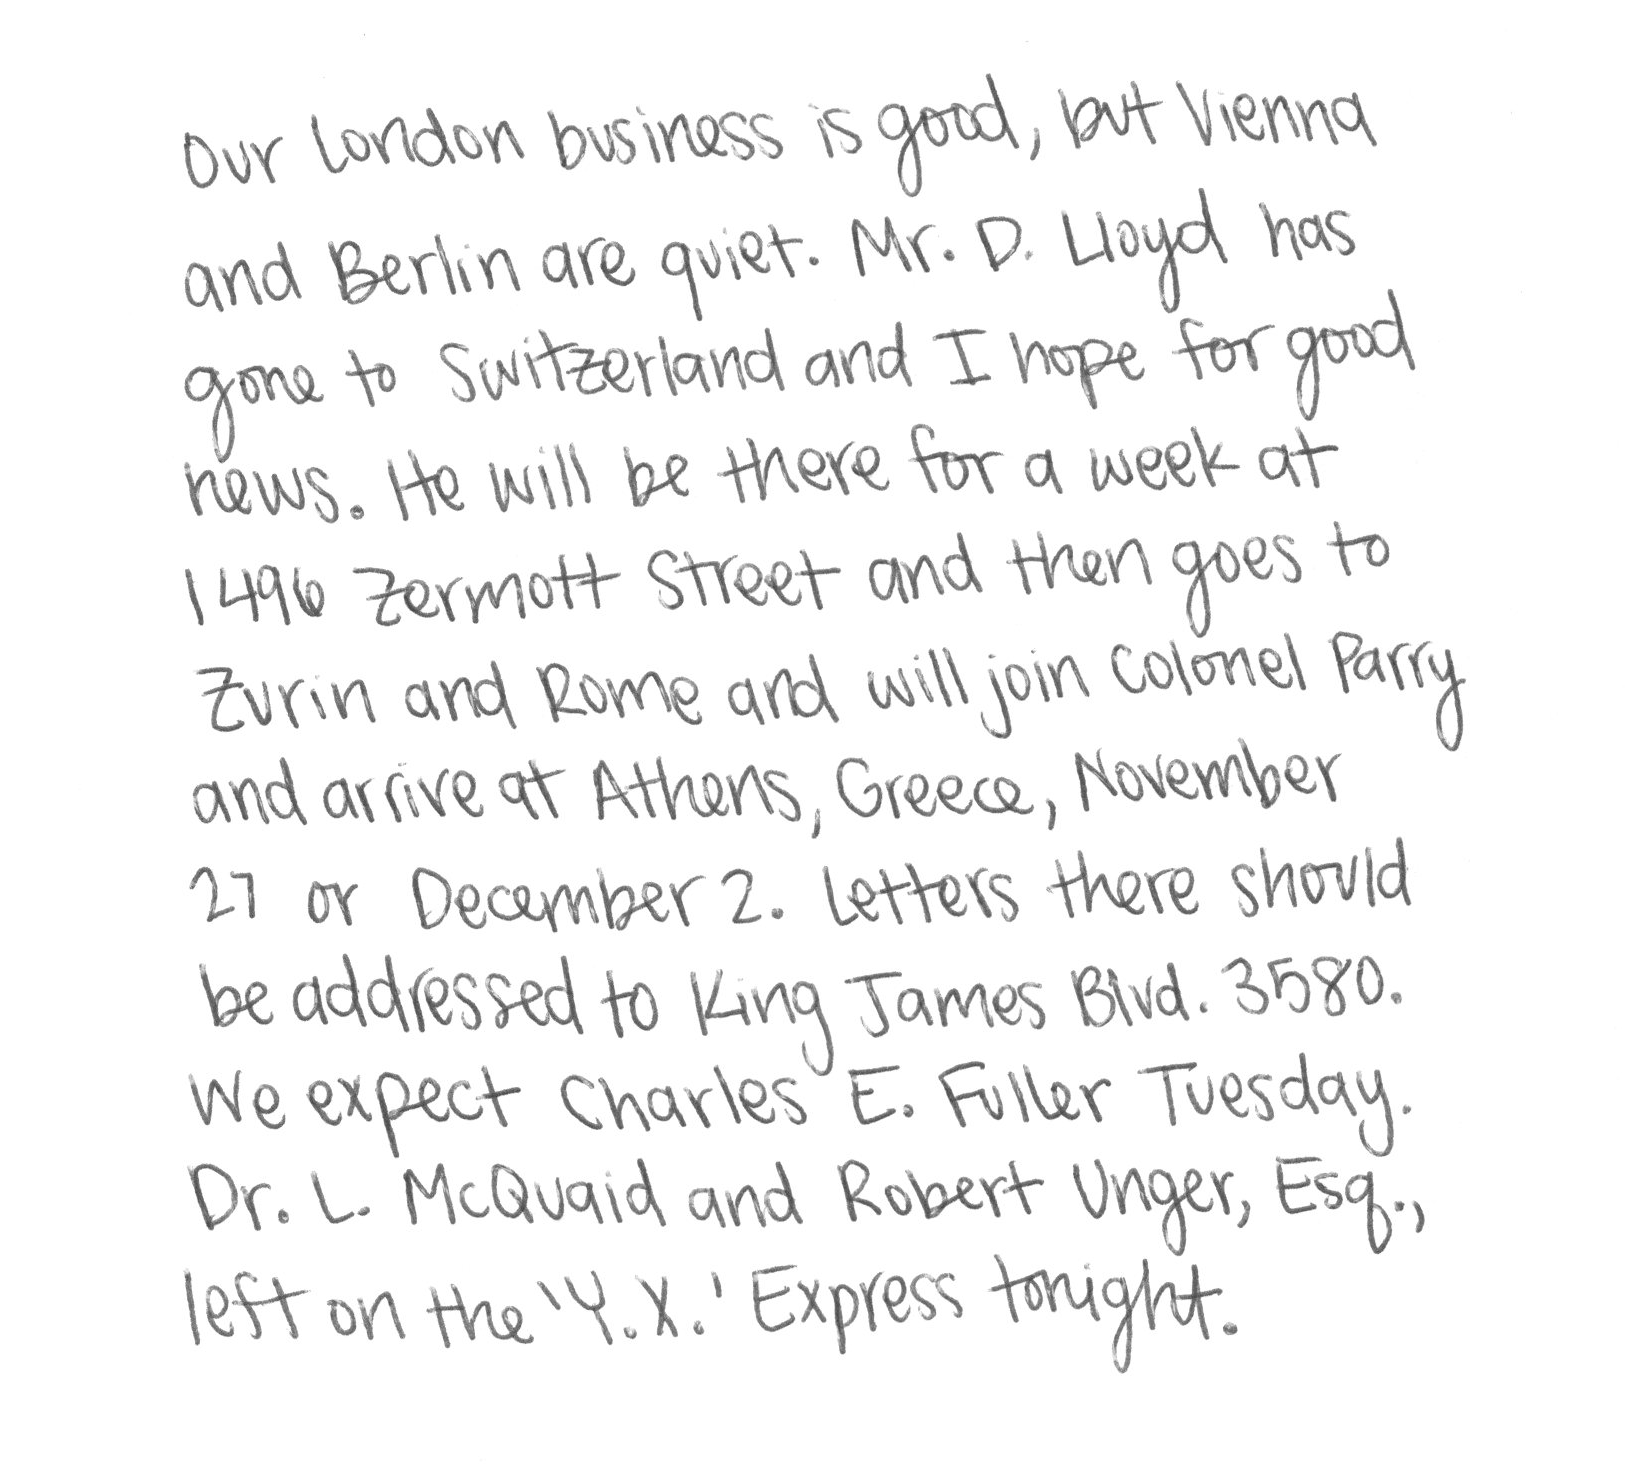 Our London business is good, but Vienna
and Berlin are quiet. Mr. D. Lloyd has
gone to Switzerland and I hope for good
news. He will be there for a week at
1496 Zermott Street and then goes to
Zurin and Rome and will join Colonel Parry
and arrive at Athens, Greece, November
27 or December 2. Letters there should
be addressed to King James Blvd. 3580.
We expect Charles E. Fuller Tuesday.
Dr. L. McQuaid and Robert Unger, Esq.,
left on the 'Y.X.' Express tonight.